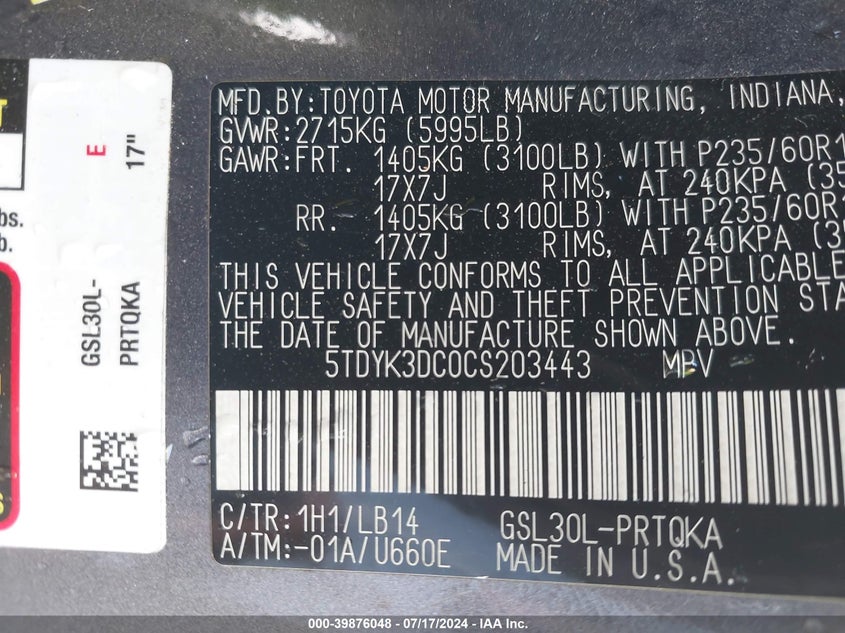 T
E
17"
bs.
b.
GSL30L-
PRTQKA
MFD.BY:TOYOTA MOTOR MANUFACTURING, INDIANA,
GVWR:2715KG (5995LB)
GAWR:FRT. 1405KG (3100LB) WITH P235/60R1
17X7J RIMS, AT 240KPA (35
RR. 1405KG (3100LB) WITH P235/60R1
17X7J RIMS, AT 240KPA (35
THIS VEHICLE CONFORMS TO ALL APPLICABLE
VEHICLE SAFETY AND THEFT PREVENTION STA
THE DATE OF MANUFACTURE SHOWN ABOVE.
5TDYK3DC0CS203443 MPV
C/TR:1H1/LB14 GSL30L-PRTQKA
A/TM:-01A/U660E MADE IN U.S.A.
000-39876048 - 07/17/2024 - IAA Inc.